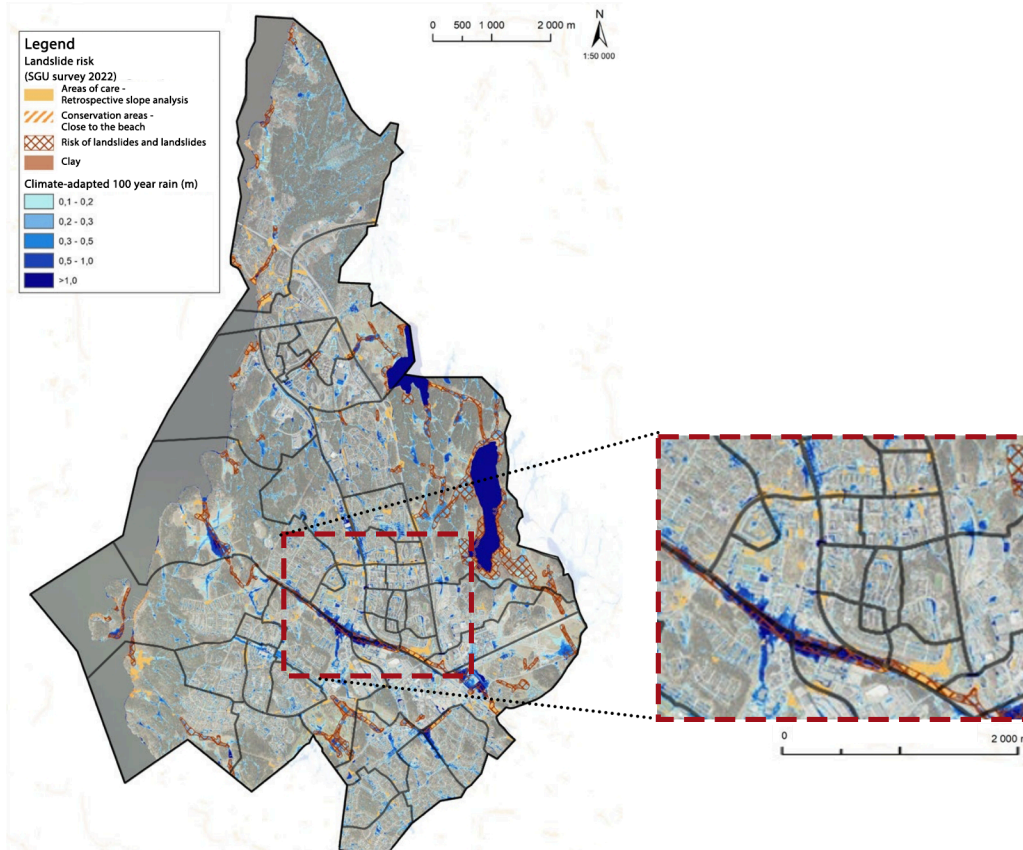 0 500 1 000 2 000 m
N
1:50 000
Legend
Landslide risk
(SGU survey 2022)
Areas of care -
Retrospective slope analysis
Conservation areas -
Close to the beach
Risk of landslides and landslides
Clay
Climate-adapted 100 year rain (m)
0,1 - 0,2
0,2 - 0,3
0,3 - 0,5
0,5 - 1,0
>1,0
0 2 000 m